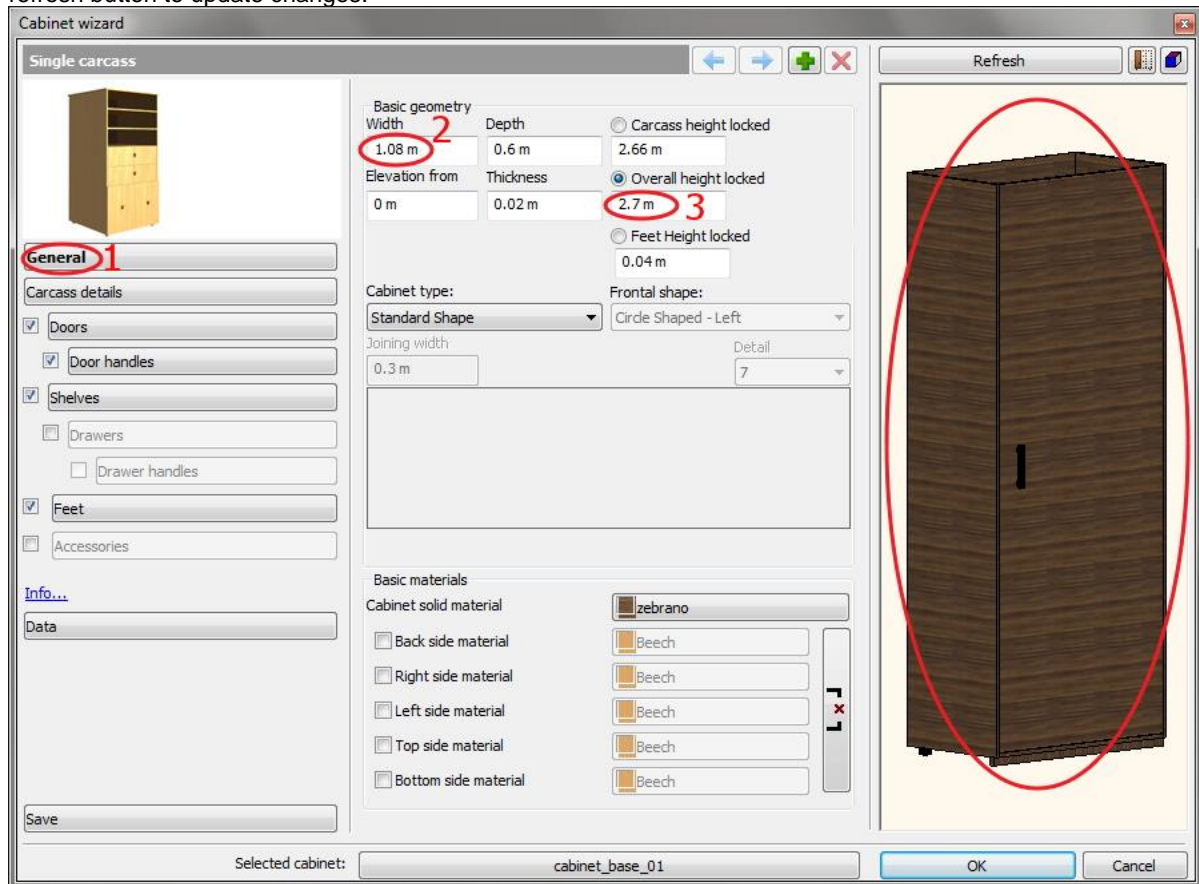 refresh button to update changes.
Cabinet wizard
Single carcass
Refresh
Basic geometry
Width 2 Depth Carcass height locked
1.08 m 0.6 m 2.66 m
Elevation from Thickness Overall height locked
0 m 0.02 m 2.7 m 3
Feet Height locked
0.04 m
General 1
Carcass details
Doors
Door handles
Shelves
Drawers
Drawer handles
Feet
Accessories
Info...
Data
Save
Cabinet type: Frontal shape:
Standard Shape Circle Shaped - Left
Joining width Detail
0.3 m 7
Basic materials
Cabinet solid material zebrano
Back side material Beech
Right side material Beech
Left side material Beech
Top side material Beech
Bottom side material Beech
Selected cabinet: cabinet_base_01 OK Cancel